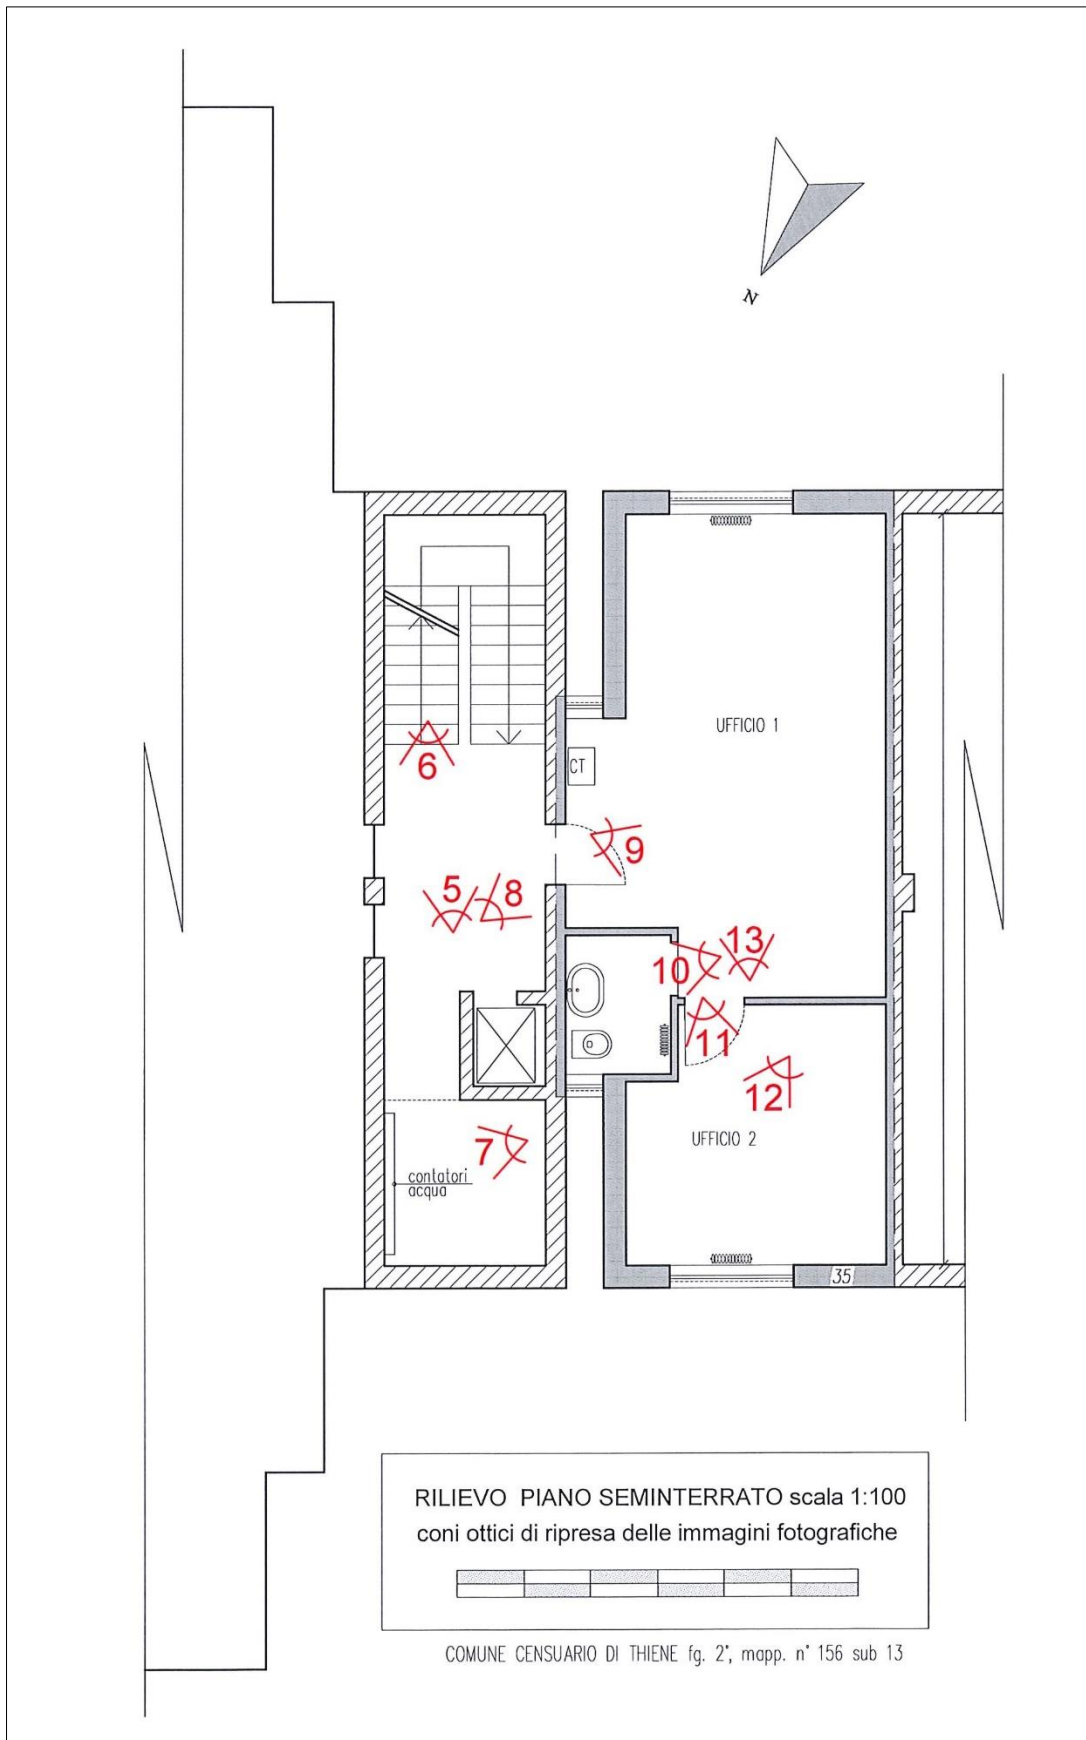 N
UFFICIO 1
6
CT
9
5
8
13
10
11
12
UFFICIO 2
7
contatori
acqua
35
RILIEVO PIANO SEMINTERRATO scala 1:100
coni ottici di ripresa delle immagini fotografiche
COMUNE CENSUARIO DI THIENE fg. 2°, mapp. n° 156 sub 13